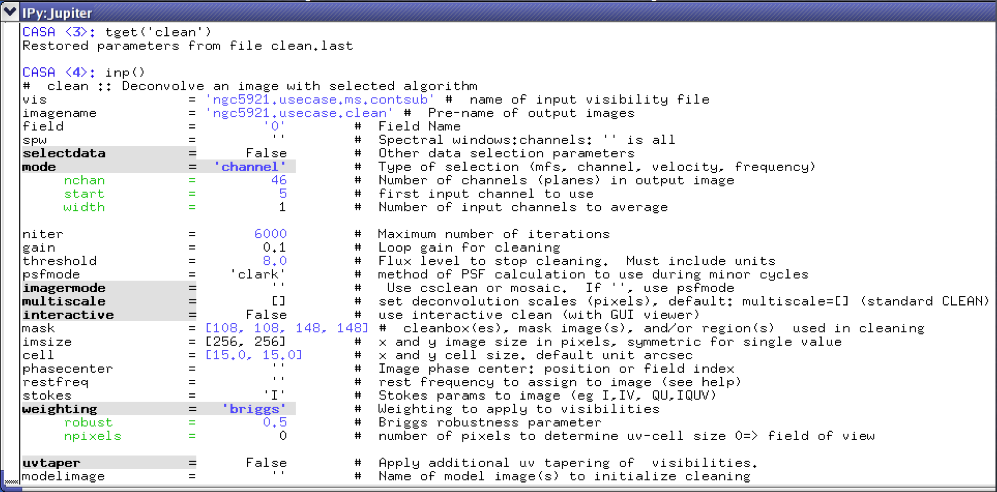 IPy:Jupiter
CASA <3>: tget('clean')
Restored parameters from file clean.last
CASA <4>: inp()
#  clean :: Deconvolve an image with selected algorithm
vis = 'ngc5921.usecase.ms.contsub' #  name of input visibility file
imagename = 'ngc5921.usecase.clean' #  Pre-name of output images
field = '0' #  Field Name
spw = '' #  Spectral windows:channels: '' is all
selectdata = False #  Other data selection parameters
mode = 'channel' #  Type of selection (mfs, channel, velocity, frequency)
nchan = 46 #  Number of channels (planes) in output image
start = 5 #  first input channel to use
width = 1 #  Number of input channels to average
niter = 6000 #  Maximum number of iterations
gain = 0.1 #  Loop gain for cleaning
threshold = 8.0 #  Flux level to stop cleaning.  Must include units
psfmode = 'clark' #  method of PSF calculation to use during minor cycles
imagermode = '' #   Use csclean or mosaic.  If '', use psfmode
multiscale = [] #  set deconvolution scales (pixels), default: multiscale=[] (standard CLEAN)
interactive = False #  use interactive clean (with GUI viewer)
mask = [108, 108, 148, 148] #  cleanbox(es), mask image(s), and/or region(s)  used in cleaning
imsize = [256, 256] #  x and y image size in pixels, symmetric for single value
cell = [15.0, 15.0] #  x and y cell size. default unit arcsec
phasecenter = '' #  Image phase center: position or field index
restfreq = '' #  rest frequency to assign to image (see help)
stokes = 'I' #  Stokes params to image (eg I,IV, QU,IQUV)
weighting = 'briggs' #  Weighting to apply to visibilities
robust = 0.5 #  Briggs robustness parameter
npixels = 0 #  number of pixels to determine uv-cell size 0=> field of view
uvtaper = False #  Apply additional uv tapering of  visibilities.
modelimage = '' #  Name of model image(s) to initialize cleaning